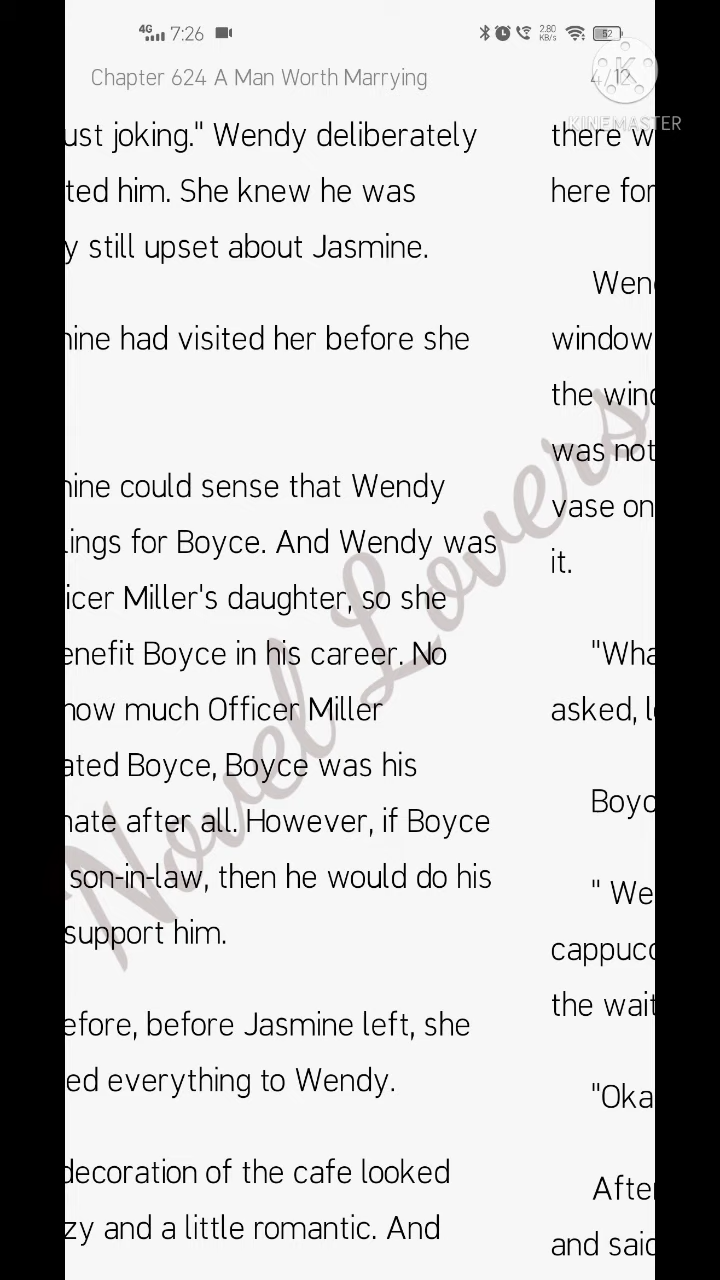 4G 7:26 2.80 KB/s 52
Chapter 624 A Man Worth Marrying 4/12
KINEMASTER
ust joking." Wendy deliberately
ted him. She knew he was
y still upset about Jasmine.
nine had visited her before she
nine could sense that Wendy
lings for Boyce. And Wendy was
icer Miller's daughter, so she
enefit Boyce in his career. No
how much Officer Miller
ated Boyce, Boyce was his
nate after all. However, if Boyce
son-in-law, then he would do his
support him.
efore, before Jasmine left, she
ed everything to Wendy.
decoration of the cafe looked
zy and a little romantic. And
there w
here for
Wend
window
the wind
was not
vase on
it.
"Wha
asked, l
Boyc
" We
cappucc
the wait
"Oka
After
and said
Novel Lovers